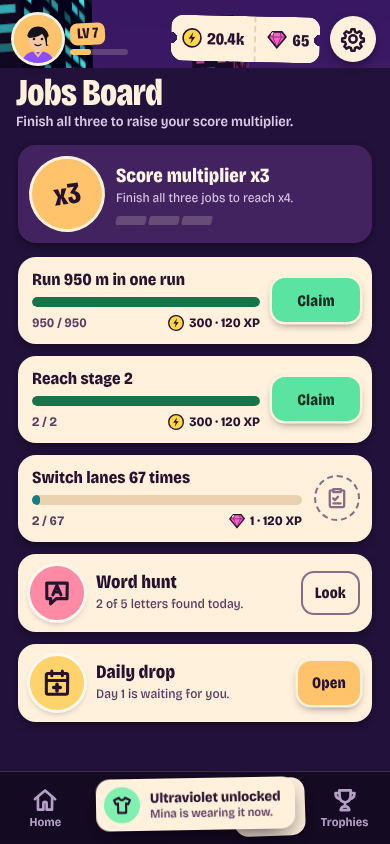 LV 7
20.4k
65
Jobs Board
Finish all three to raise your score multiplier.
x3
Score multiplier x3
Finish all three jobs to reach x4.
Run 950 m in one run
950 / 950
300 · 120 XP
Claim
Reach stage 2
2 / 2
300 · 120 XP
Claim
Switch lanes 67 times
2 / 67
1 · 120 XP
A
Word hunt
2 of 5 letters found today.
Look
Daily drop
Day 1 is waiting for you.
Open
Home
Ultraviolet unlocked
Mina is wearing it now.
Trophies